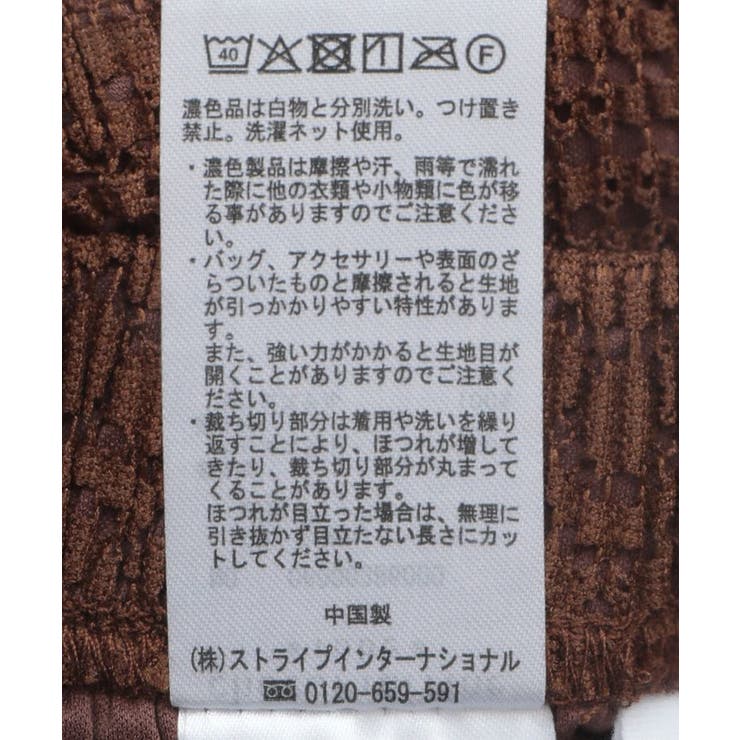 40 F
濃色品は白物と分別洗い。つけ置き
禁止。洗濯ネット使用。
・濃色製品は摩擦や汗、雨等で濡れ
た際に他の衣類や小物類に色が移
る事がありますのでご注意くださ
い。
・バッグ、アクセサリーや表面のざ
らついたものと摩擦されると生地
が引っかかりやすい特性がありま
す。
また、強い力がかかると生地目が
開くことがありますのでご注意く
ださい。
・裁ち切り部分は着用や洗いを繰り
返すことにより、ほつれが増して
きたり、裁ち切り部分が丸まって
くることがあります。
ほつれが目立った場合は、無理に
引き抜かず目立たない長さにカッ
トしてください。
中国製
(株)ストライプインターナショナル
0120-659-591